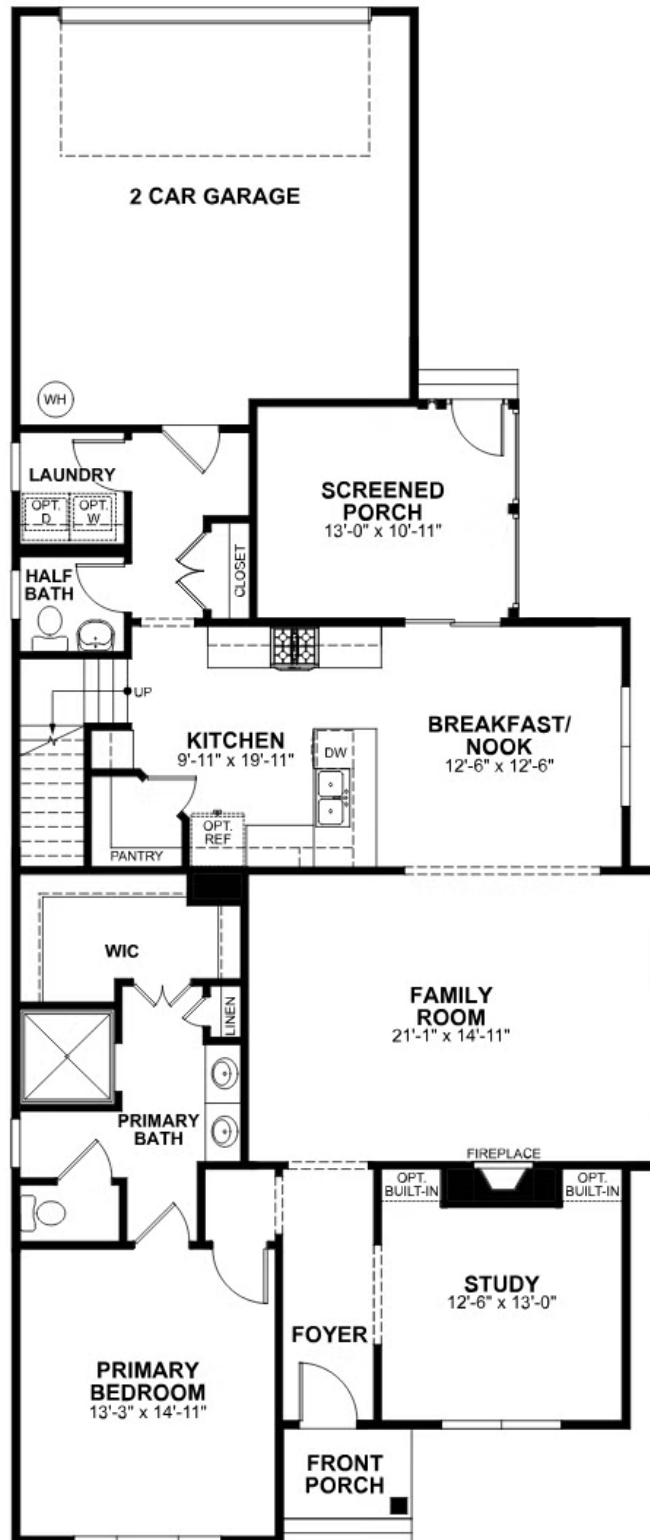 2 CAR GARAGE
WH
LAUNDRY
OPT.
D
OPT.
W
SCREENED
PORCH
13'-0" x 10'-11"
HALF
BATH
CLOSET
UP
KITCHEN
9'-11" x 19'-11"
DW
BREAKFAST/
NOOK
12'-6" x 12'-6"
OPT.
REF
PANTRY
WIC
LINEN
FAMILY
ROOM
21'-1" x 14'-11"
PRIMARY
BATH
FIREPLACE
OPT.
BUILT-IN
OPT.
BUILT-IN
STUDY
12'-6" x 13'-0"
FOYER
PRIMARY
BEDROOM
13'-3" x 14'-11"
FRONT
PORCH